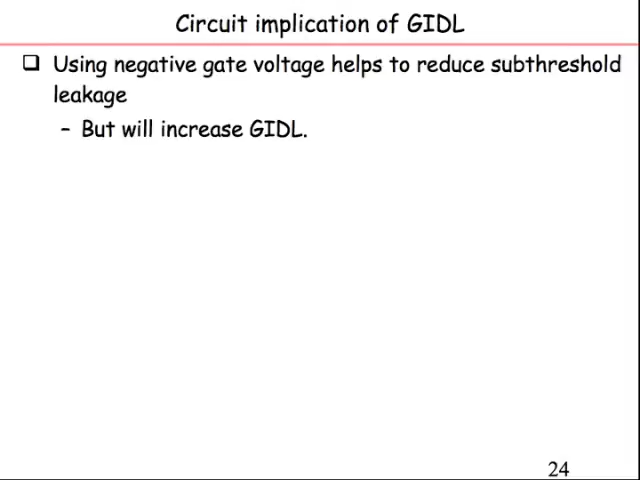 Circuit implication of GIDL
Using negative gate voltage helps to reduce subthreshold
leakage
– But will increase GIDL.
24